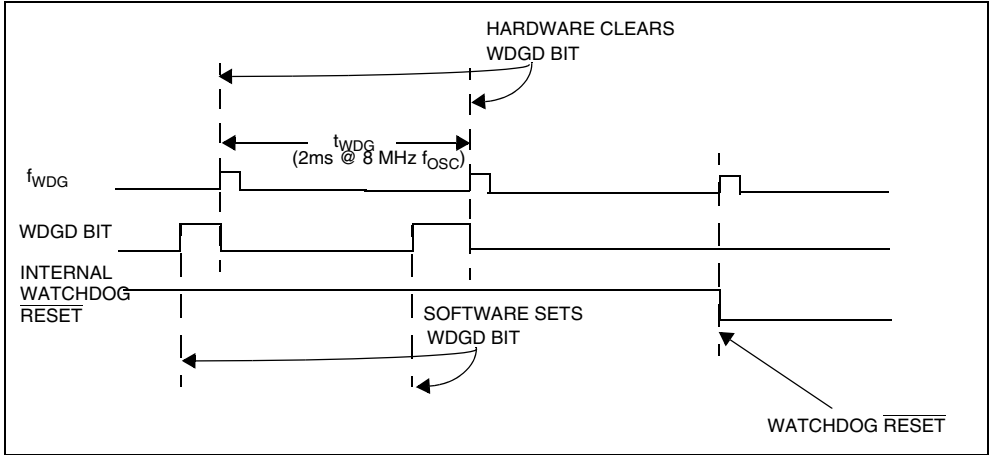 HARDWARE CLEARS
WDGD BIT
tWDG
(2ms @ 8 MHz fOSC)
fWDG
WDGD BIT
INTERNAL
WATCHDOG
RESET
SOFTWARE SETS
WDGD BIT
WATCHDOG RESET